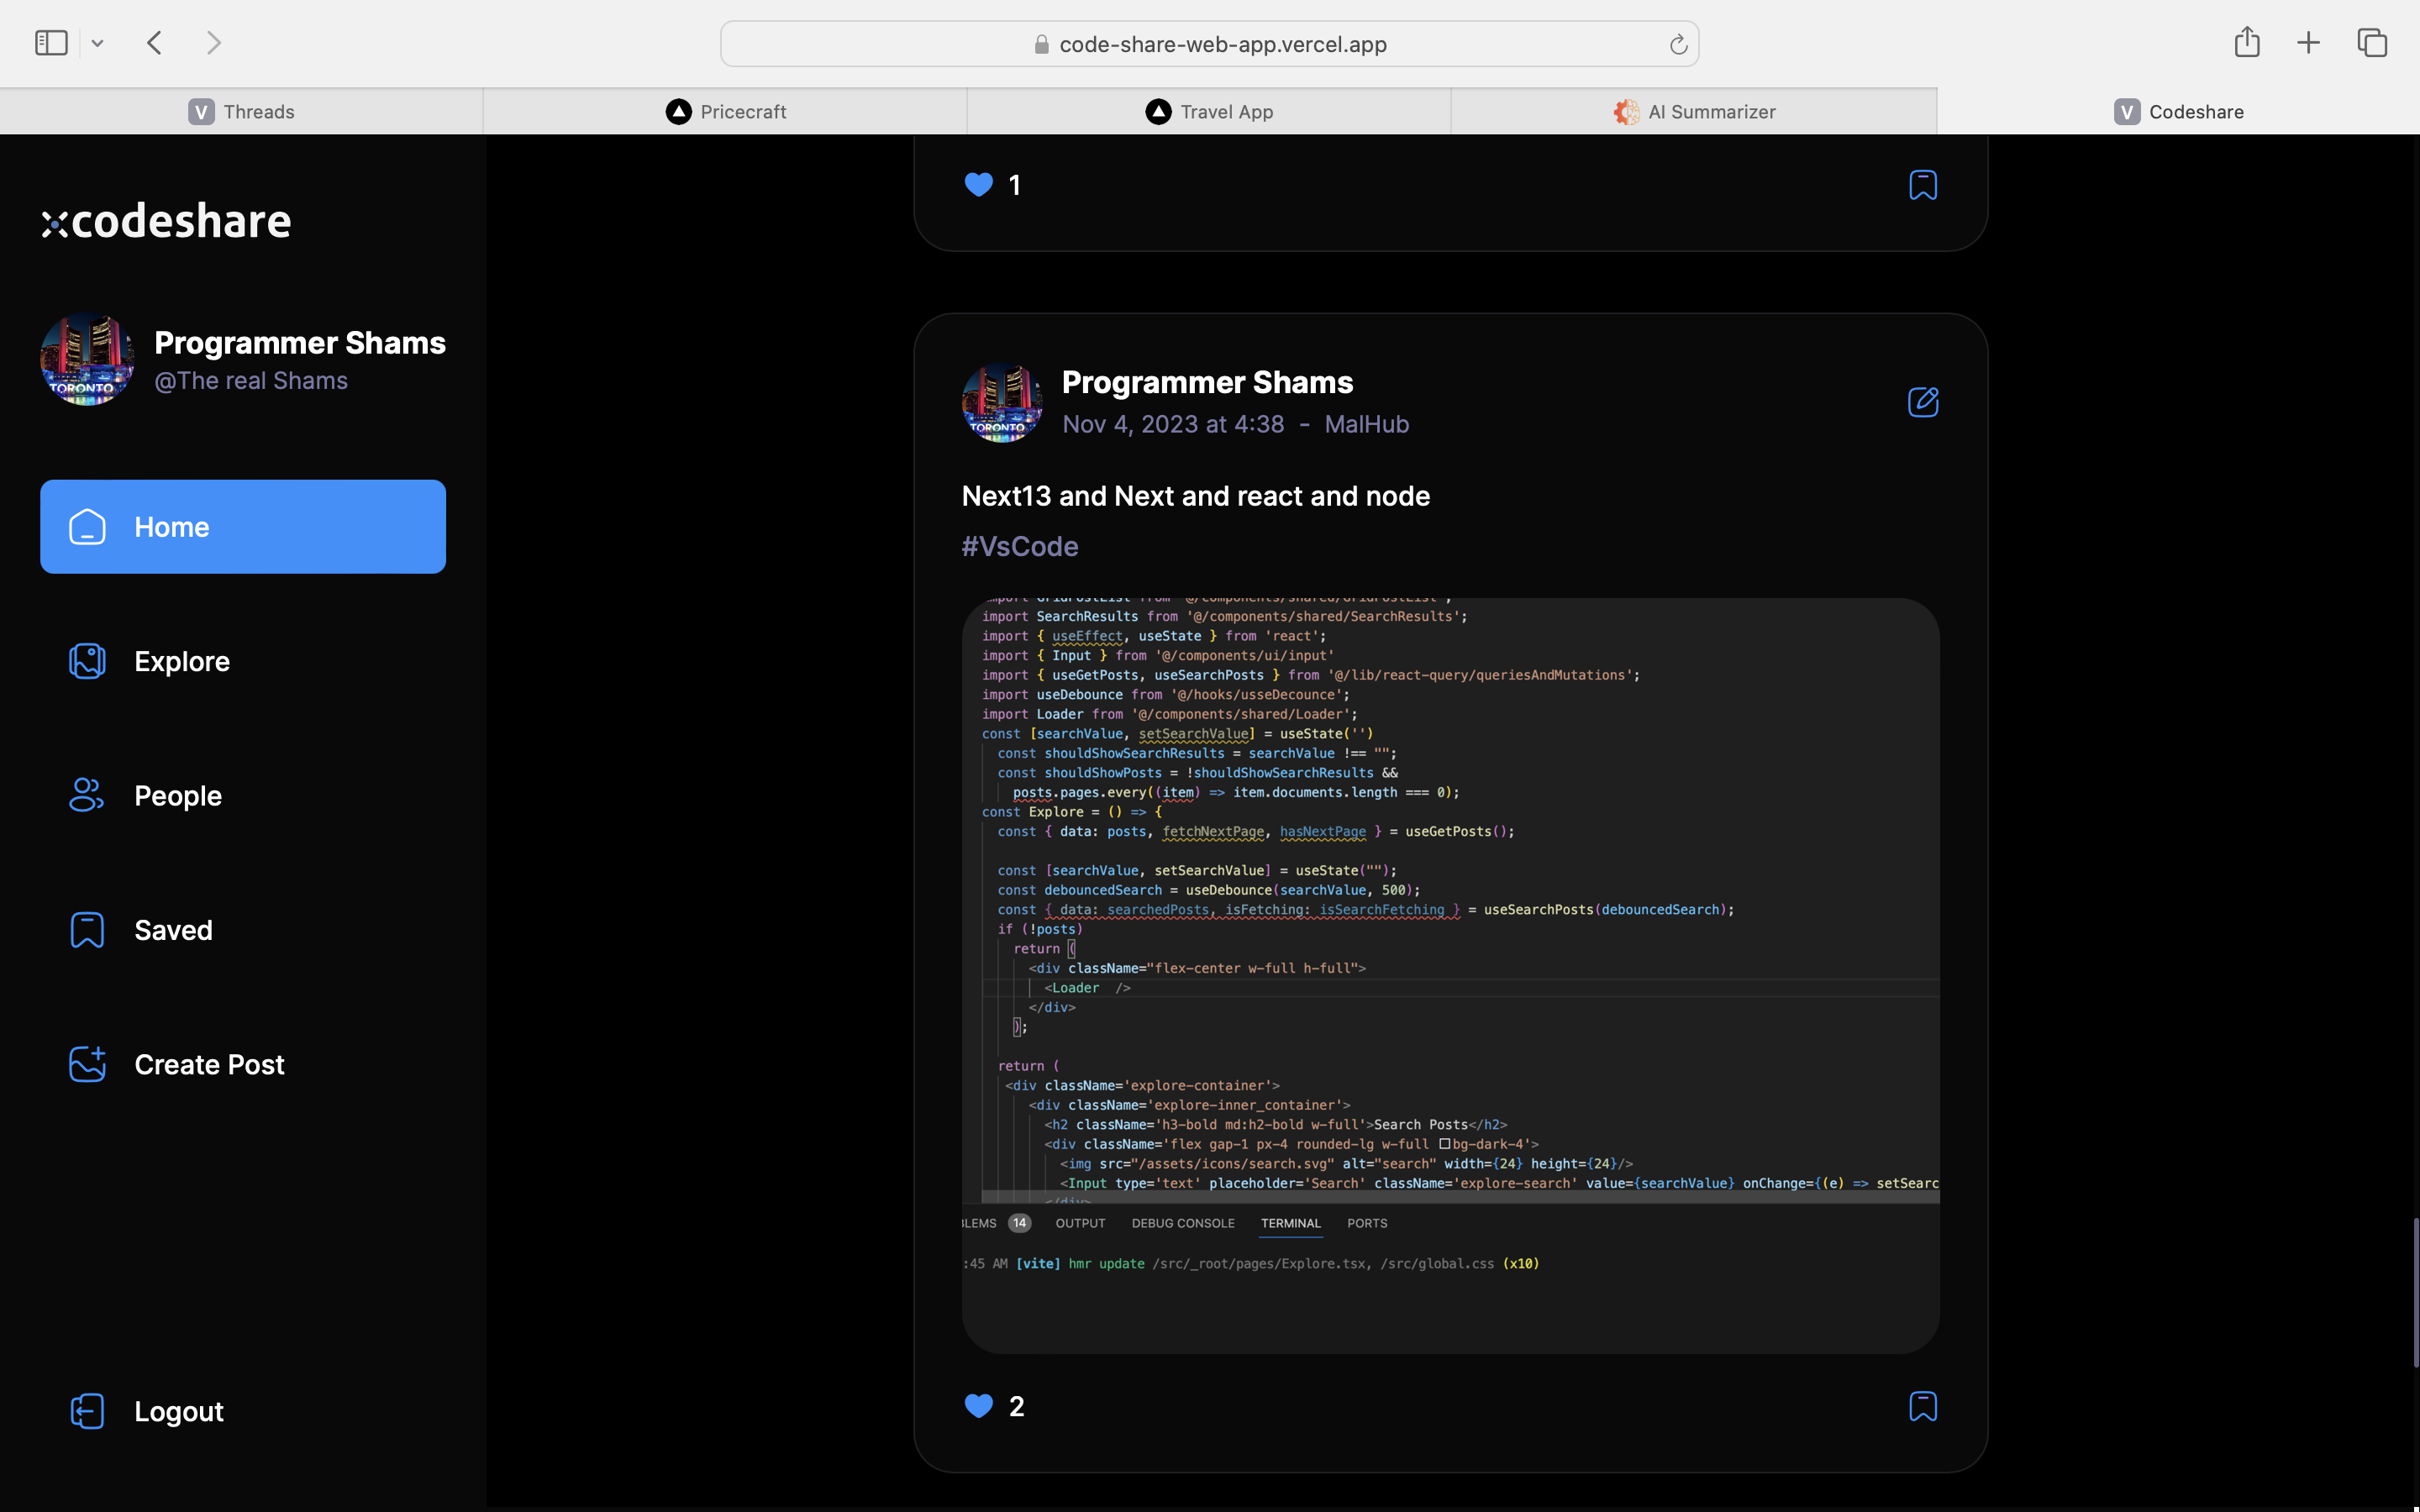 code-share-web-app.vercel.app
V Threads
Pricecraft
Travel App
AI Summarizer
V Codeshare
codeshare
1
TORONTO
Programmer Shams
@The real Shams
TORONTO
Programmer Shams
Nov 4, 2023 at 4:38 - MalHub
Home
Next13 and Next and react and node
#VsCode
Explore
People
Saved
Create Post
Logout
import GridPostList from '@/components/shared/GridPostList';
import SearchResults from '@/components/shared/SearchResults';
import { useEffect, useState } from 'react';
import { Input } from '@/components/ui/input'
import { useGetPosts, useSearchPosts } from '@/lib/react-query/queriesAndMutations';
import useDebounce from '@/hooks/usseDecounce';
import Loader from '@/components/shared/Loader';
const [searchValue, setSearchValue] = useState('')
const shouldShowSearchResults = searchValue !== "";
const shouldShowPosts = !shouldShowSearchResults &&
posts.pages.every((item) => item.documents.length === 0);
const Explore = () => {
const { data: posts, fetchNextPage, hasNextPage } = useGetPosts();
const [searchValue, setSearchValue] = useState("");
const debouncedSearch = useDebounce(searchValue, 500);
const { data: searchedPosts, isFetching: isSearchFetching } = useSearchPosts(debouncedSearch);
if (!posts)
return (
<div className="flex-center w-full h-full">
<Loader />
</div>
);
return (
<div className='explore-container'>
<div className='explore-inner_container'>
<h2 className='h3-bold md:h2-bold w-full'>Search Posts</h2>
<div className='flex gap-1 px-4 rounded-lg w-full bg-dark-4'>
<img src="/assets/icons/search.svg" alt="search" width={24} height={24}/>
<Input type='text' placeholder='Search' className='explore-search' value={searchValue} onChange={(e) => setSearc
</div>
BLEMS 14 OUTPUT DEBUG CONSOLE TERMINAL PORTS
:45 AM [vite] hmr update /src/_root/pages/Explore.tsx, /src/global.css (x10)
2